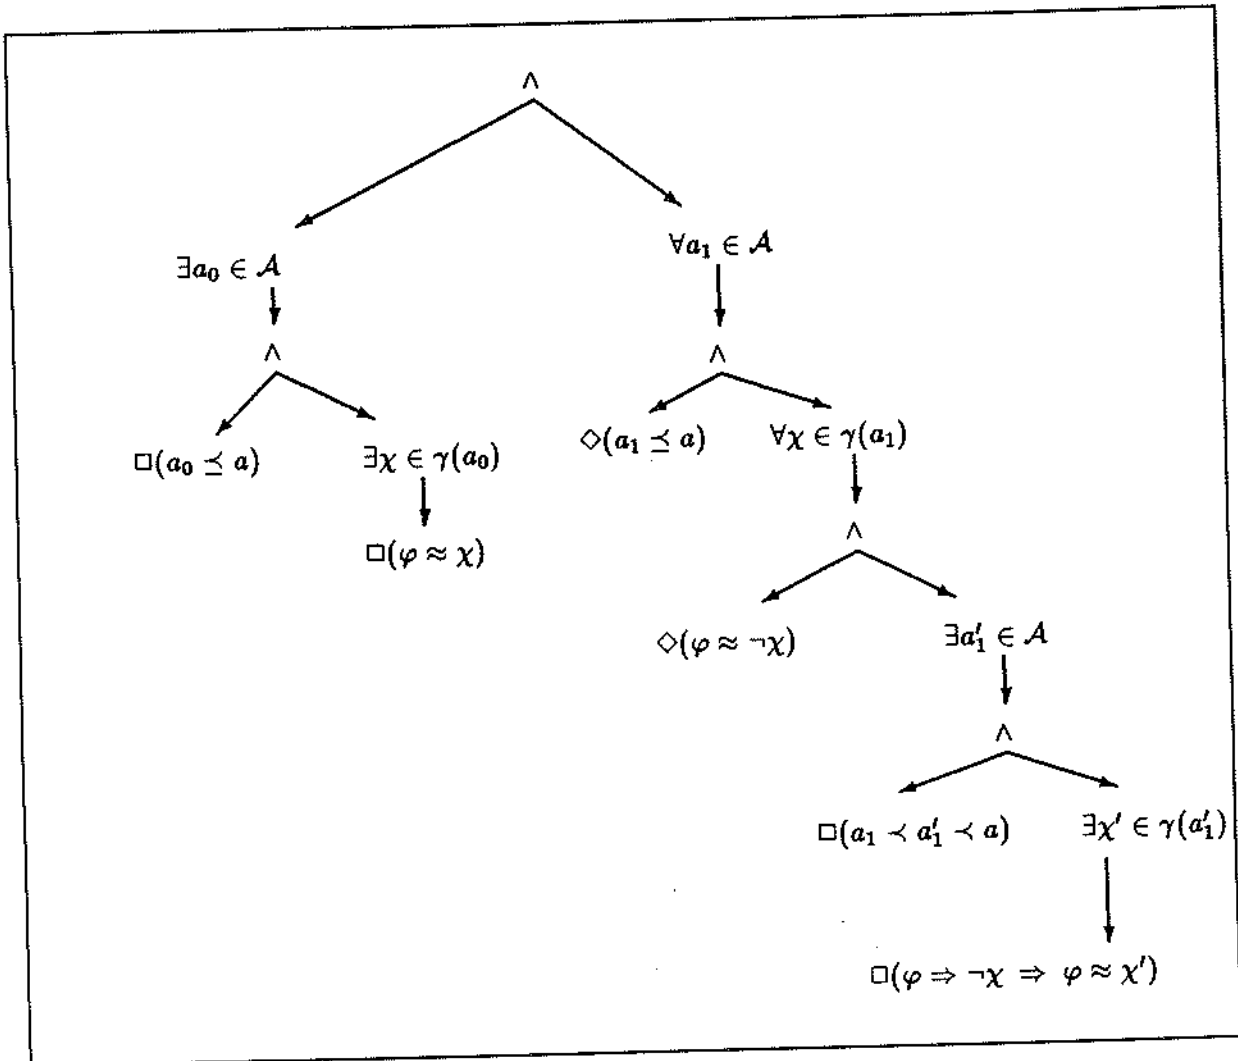 ∧
∃a₀ ∈ 𝒜
∀a₁ ∈ 𝒜
∧
∧
□(a₀ ⪯ a)
∃χ ∈ γ(a₀)
◇(a₁ ⪯ a)
∀χ ∈ γ(a₁)
□(φ ≈ χ)
∧
◇(φ ≈ ¬χ)
∃a′₁ ∈ 𝒜
∧
□(a₁ ≺ a′₁ ≺ a)
∃χ′ ∈ γ(a′₁)
□(φ ⇒ ¬χ ⇒ φ ≈ χ′)